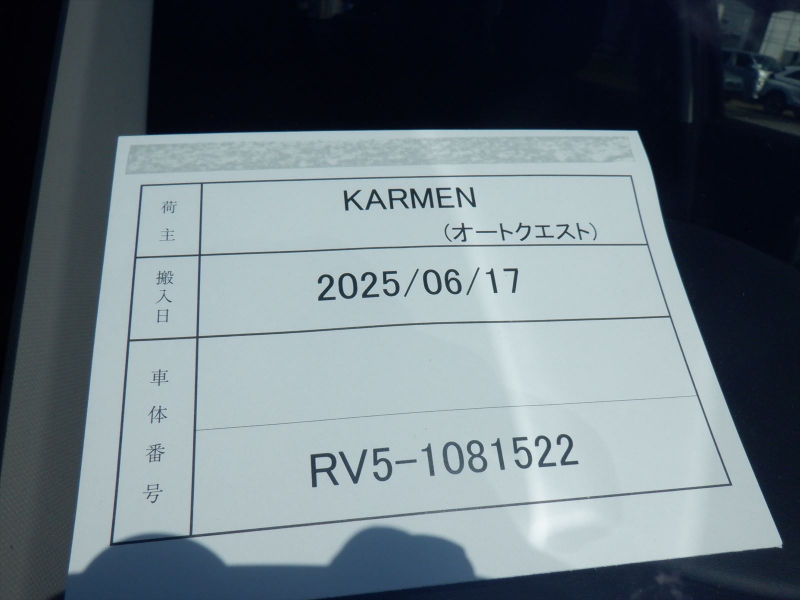 荷主
KARMEN
(オートクエスト)
搬入日
2025/06/17
車体番号
RV5-1081522